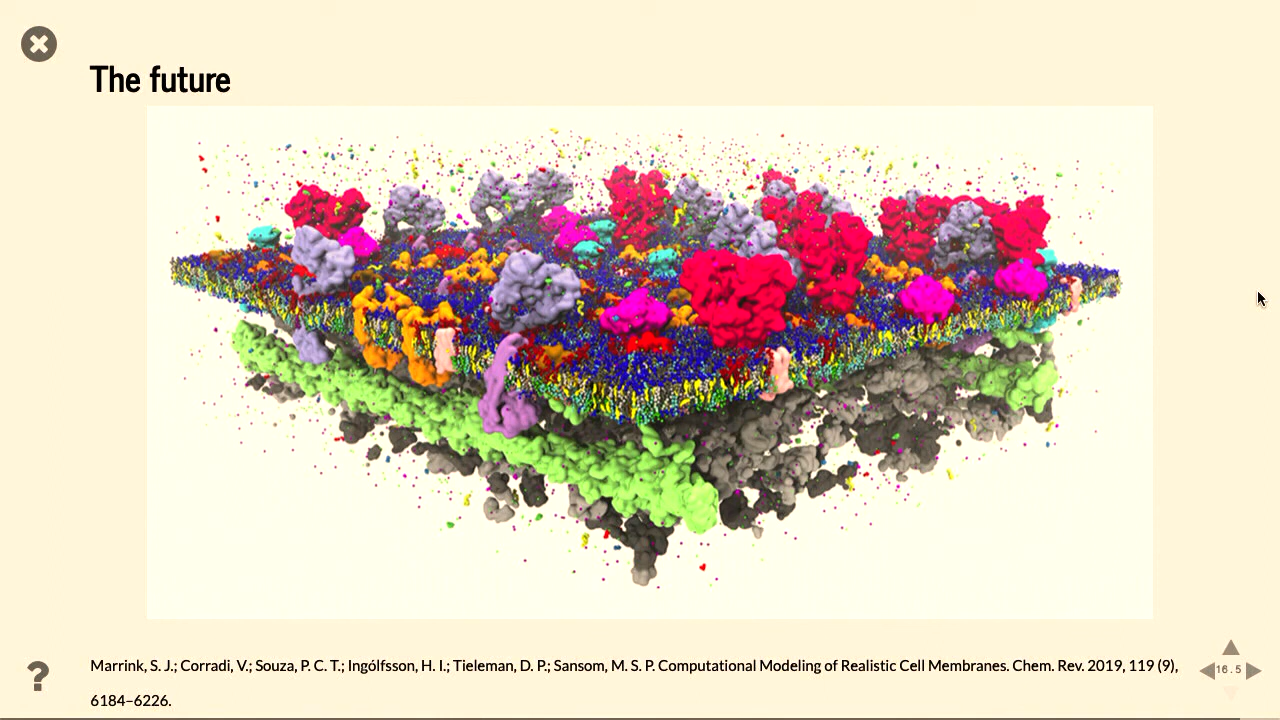 The future
Marrink, S. J.; Corradi, V.; Souza, P. C. T.; Ingólfsson, H. I.; Tieleman, D. P.; Sansom, M. S. P. Computational Modeling of Realistic Cell Membranes. Chem. Rev. 2019, 119 (9),
6184–6226.
?
16.5